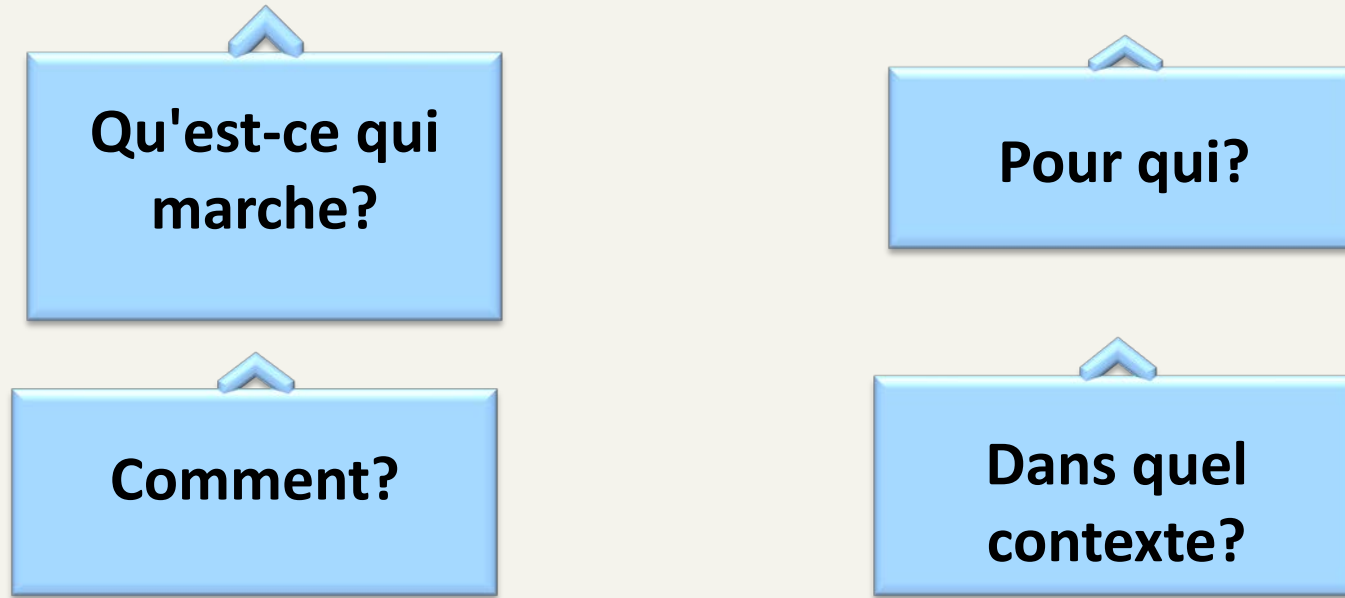 Qu'est-ce qui
marche?
Pour qui?
Comment?
Dans quel
contexte?